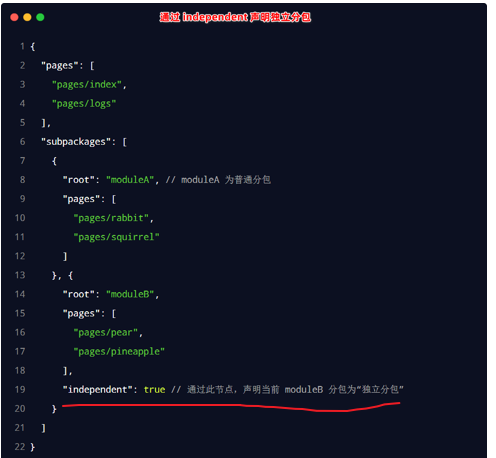 通过 independent 声明独立分包
1 {
2 "pages": [
3 "pages/index",
4 "pages/logs"
5 ],
6 "subpackages": [
7 {
8 "root": "moduleA", // moduleA 为普通分包
9 "pages": [
10 "pages/rabbit",
11 "pages/squirrel"
12 ]
13 }, {
14 "root": "moduleB",
15 "pages": [
16 "pages/pear",
17 "pages/pineapple"
18 ],
19 "independent": true // 通过此节点，声明当前 moduleB 分包为“独立分包”
20 }
21 ]
22 }